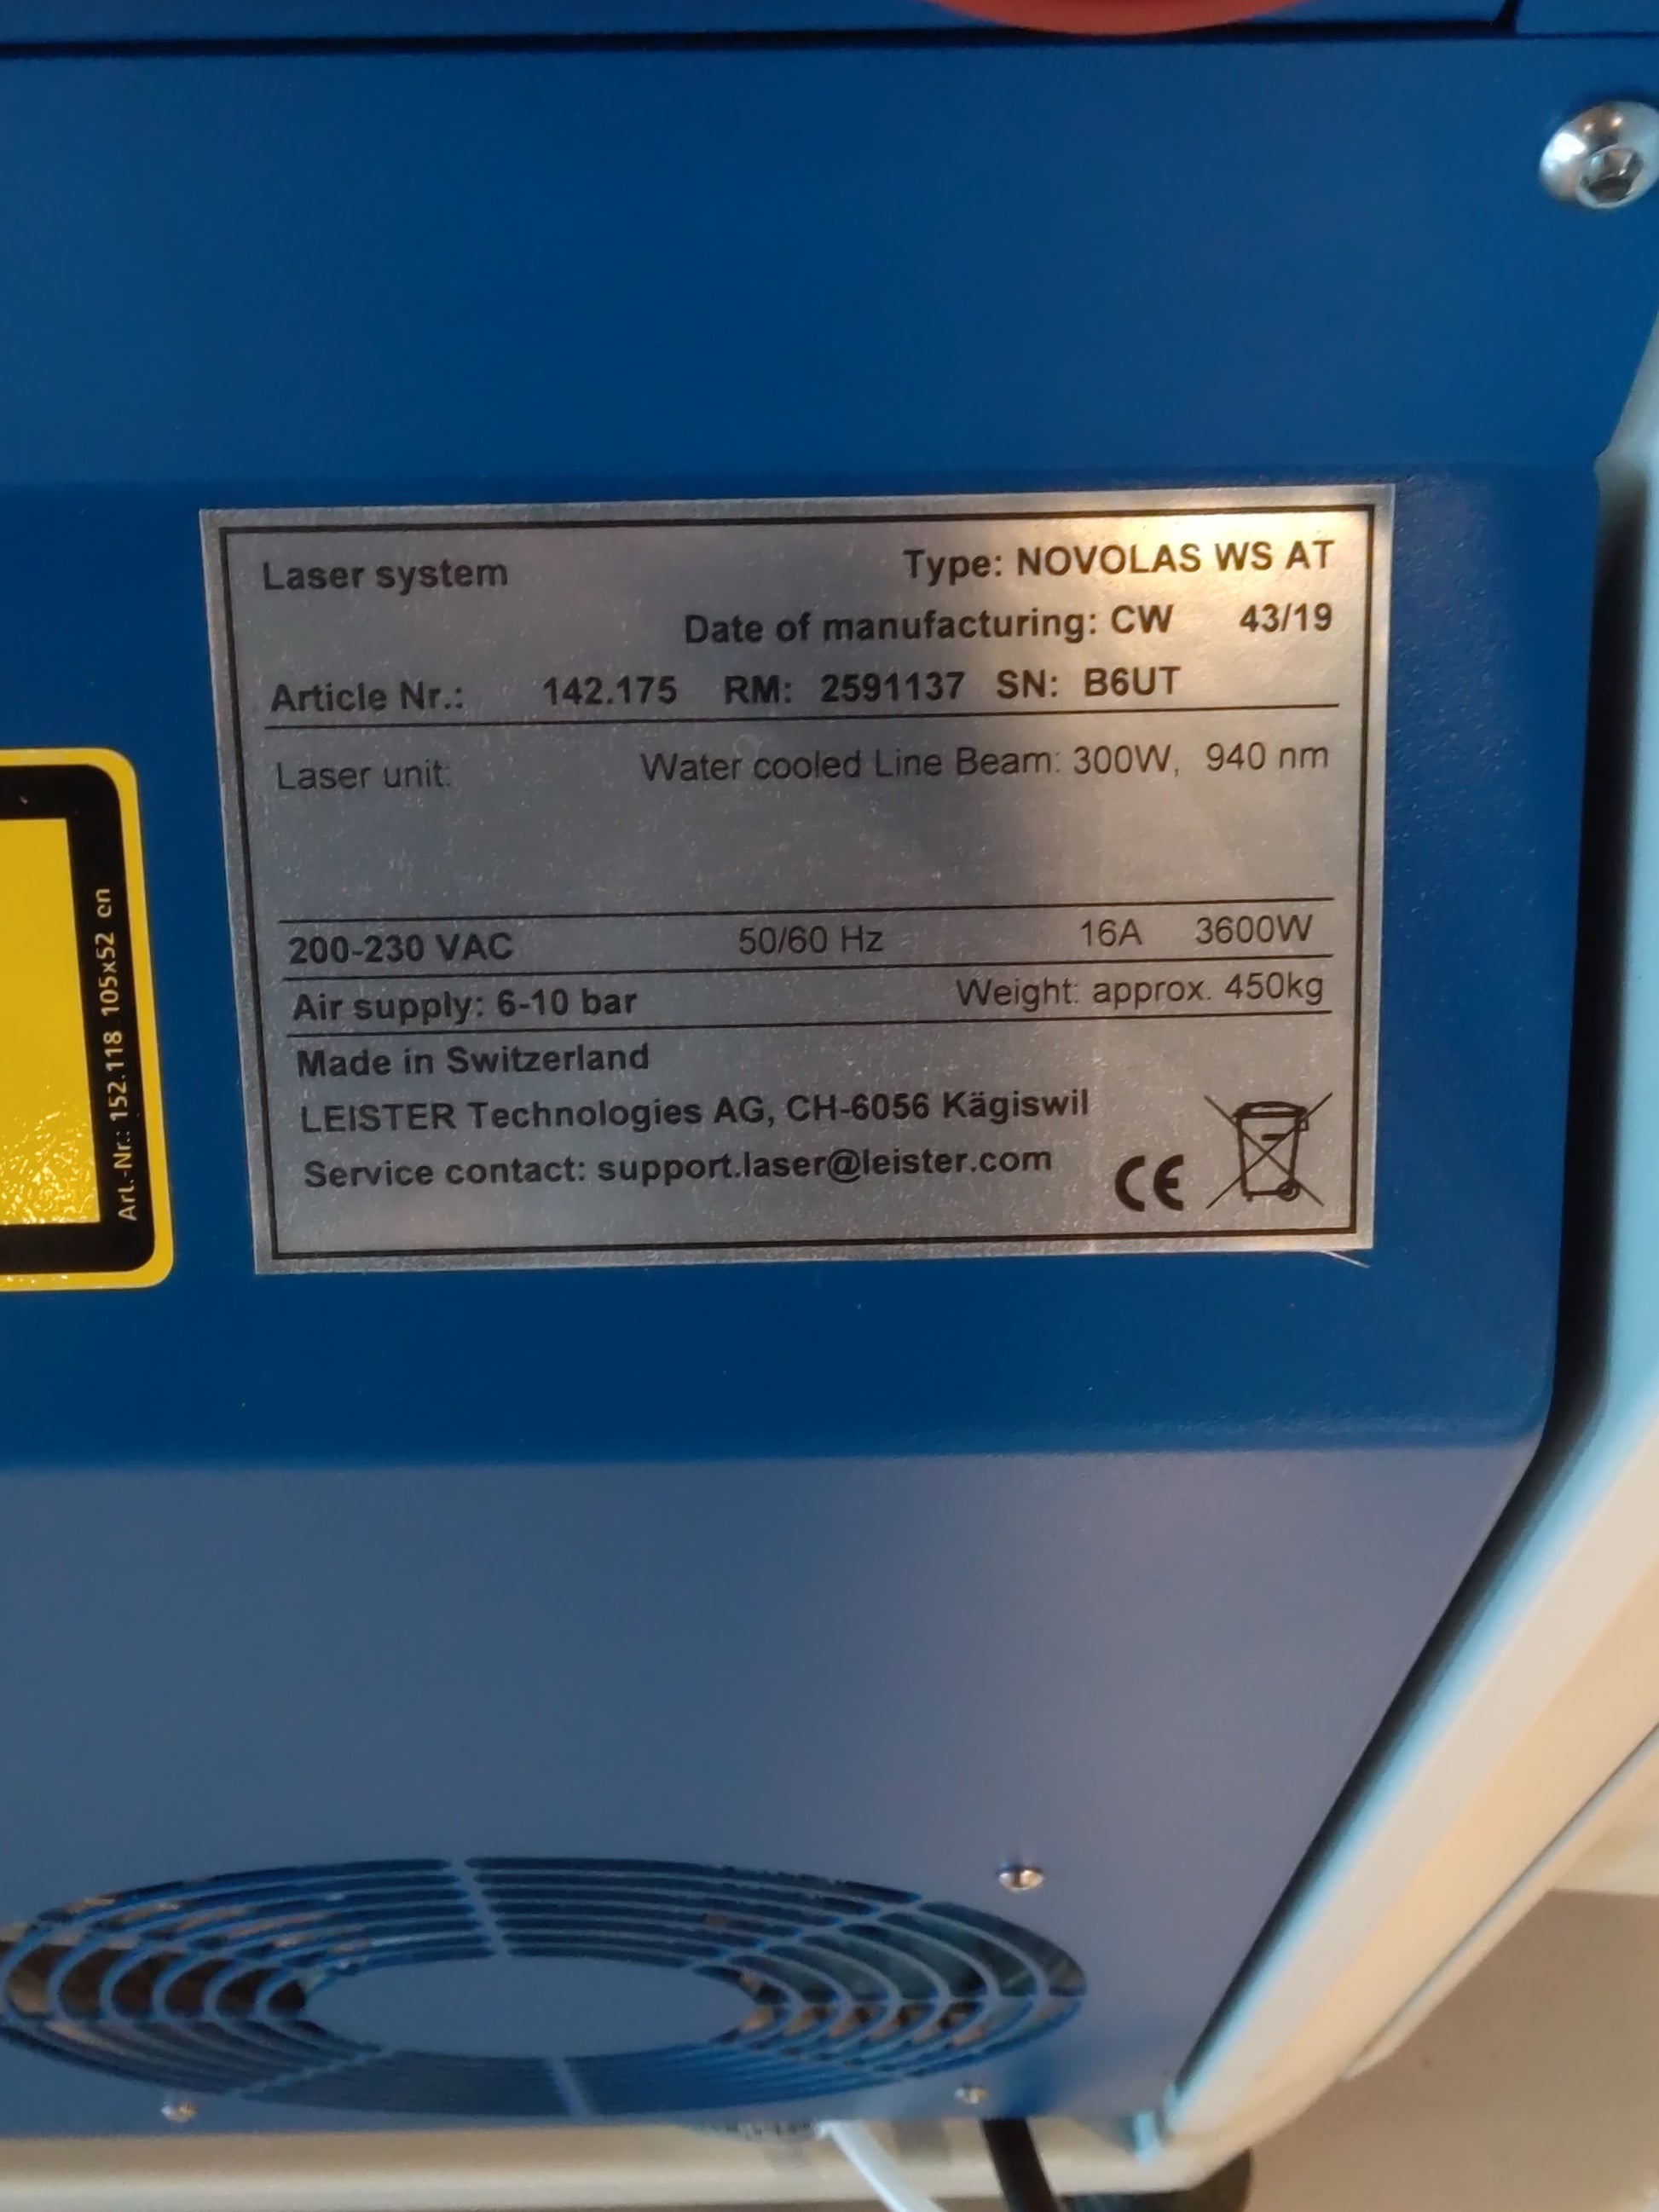 Laser system Type: NOVOLAS WS AT
Date of manufacturing: CW 43/19
Article Nr.: 142.175 RM: 2591137 SN: B6UT
Laser unit: Water cooled Line Beam: 300W, 940 nm
200-230 VAC 50/60 Hz 16A 3600W
Air supply: 6-10 bar Weight: approx. 450kg
Made in Switzerland
LEISTER Technologies AG, CH-6056 Kägiswil
Service contact: support.laser@leister.com
CE
Art.-Nr.: 152.118 105x52 cn